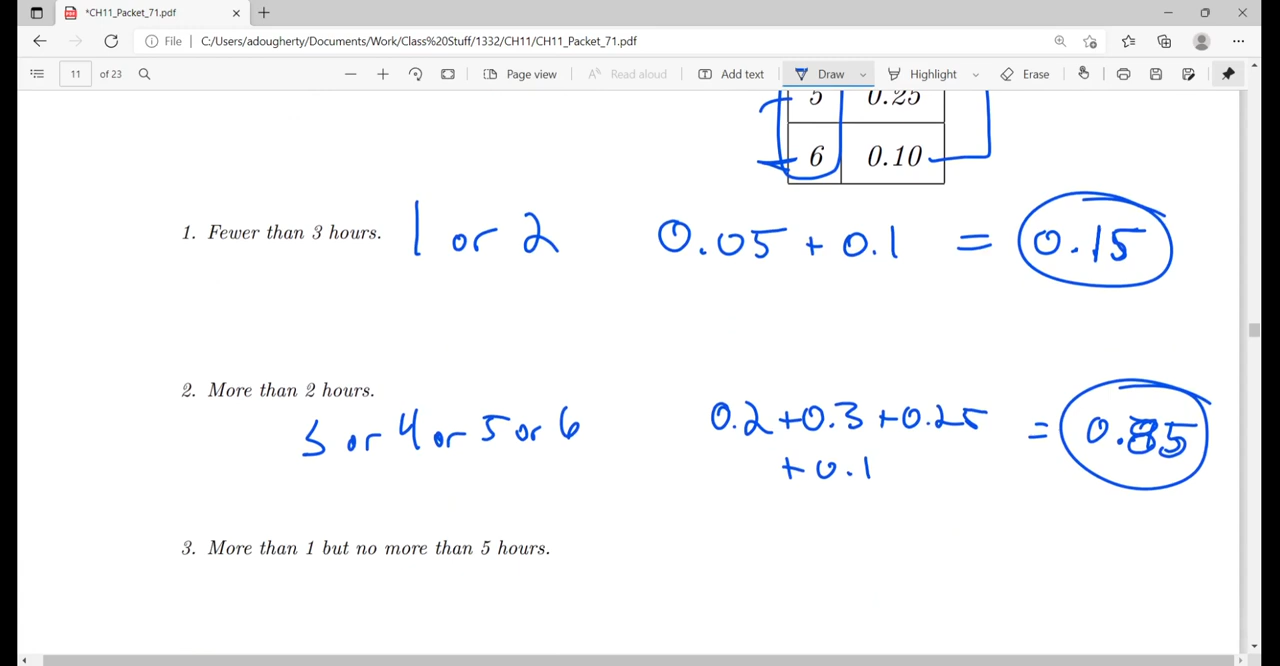 *CH11_Packet_71.pdf
File C:/Users/adougherty/Documents/Work/Class%20Stuff/1332/CH11/CH11_Packet_71.pdf
11 of 23 Page view Read aloud Add text Draw Highlight Erase
5 0.25
6 0.10
1. Fewer than 3 hours. 1 or 2 0.05 + 0.1 = 0.15
2. More than 2 hours.
3 or 4 or 5 or 6 0.2 + 0.3 + 0.25 = 0.85
+ 0.1
3. More than 1 but no more than 5 hours.